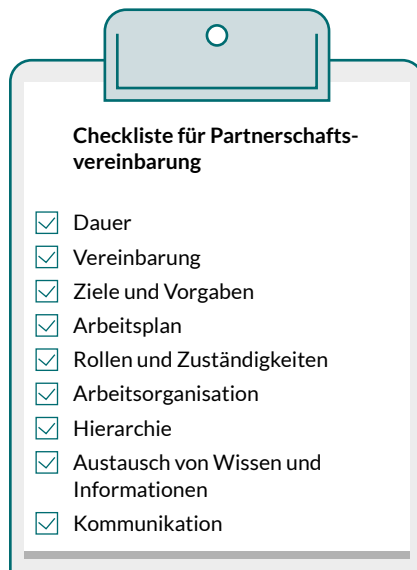 Checkliste für Partnerschafts-
vereinbarung
Dauer
Vereinbarung
Ziele und Vorgaben
Arbeitsplan
Rollen und Zuständigkeiten
Arbeitsorganisation
Hierarchie
Austausch von Wissen und
Informationen
Kommunikation